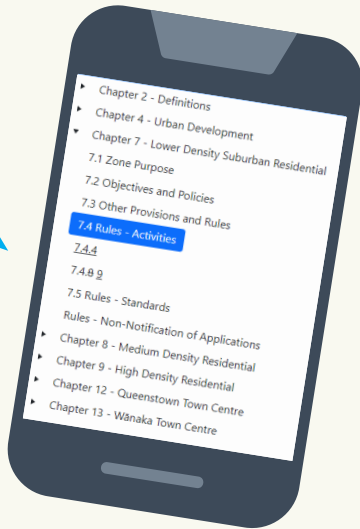 Chapter 2 - Definitions
Chapter 4 - Urban Development
Chapter 7 - Lower Density Suburban Residential
7.1 Zone Purpose
7.2 Objectives and Policies
7.3 Other Provisions and Rules
7.4 Rules - Activities
7.4.4
7.4.8 9
7.5 Rules - Standards
Rules - Non-Notification of Applications
Chapter 8 - Medium Density Residential
Chapter 9 - High Density Residential
Chapter 12 - Queenstown Town Centre
Chapter 13 - Wānaka Town Centre